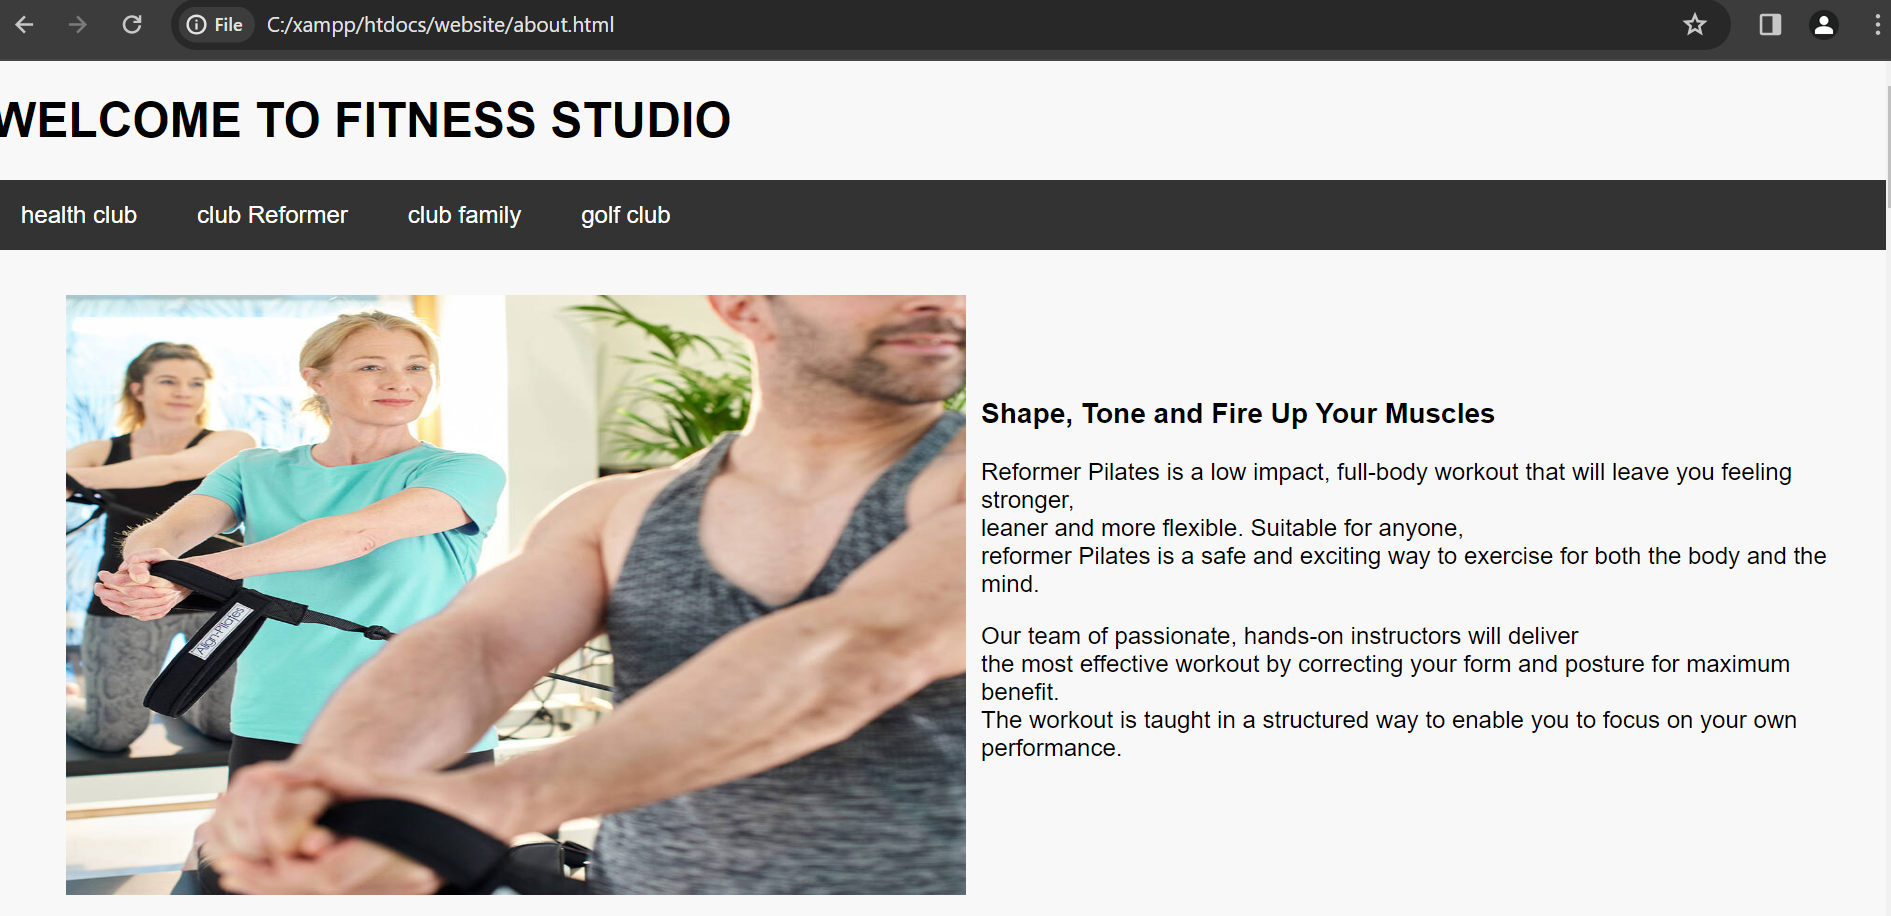 File C:/xampp/htdocs/website/about.html
WELCOME TO FITNESS STUDIO
health club club Reformer club family golf club
Shape, Tone and Fire Up Your Muscles
Reformer Pilates is a low impact, full-body workout that will leave you feeling
stronger,
leaner and more flexible. Suitable for anyone,
reformer Pilates is a safe and exciting way to exercise for both the body and the
mind.
Align-Pilates
Our team of passionate, hands-on instructors will deliver
the most effective workout by correcting your form and posture for maximum
benefit.
The workout is taught in a structured way to enable you to focus on your own
performance.